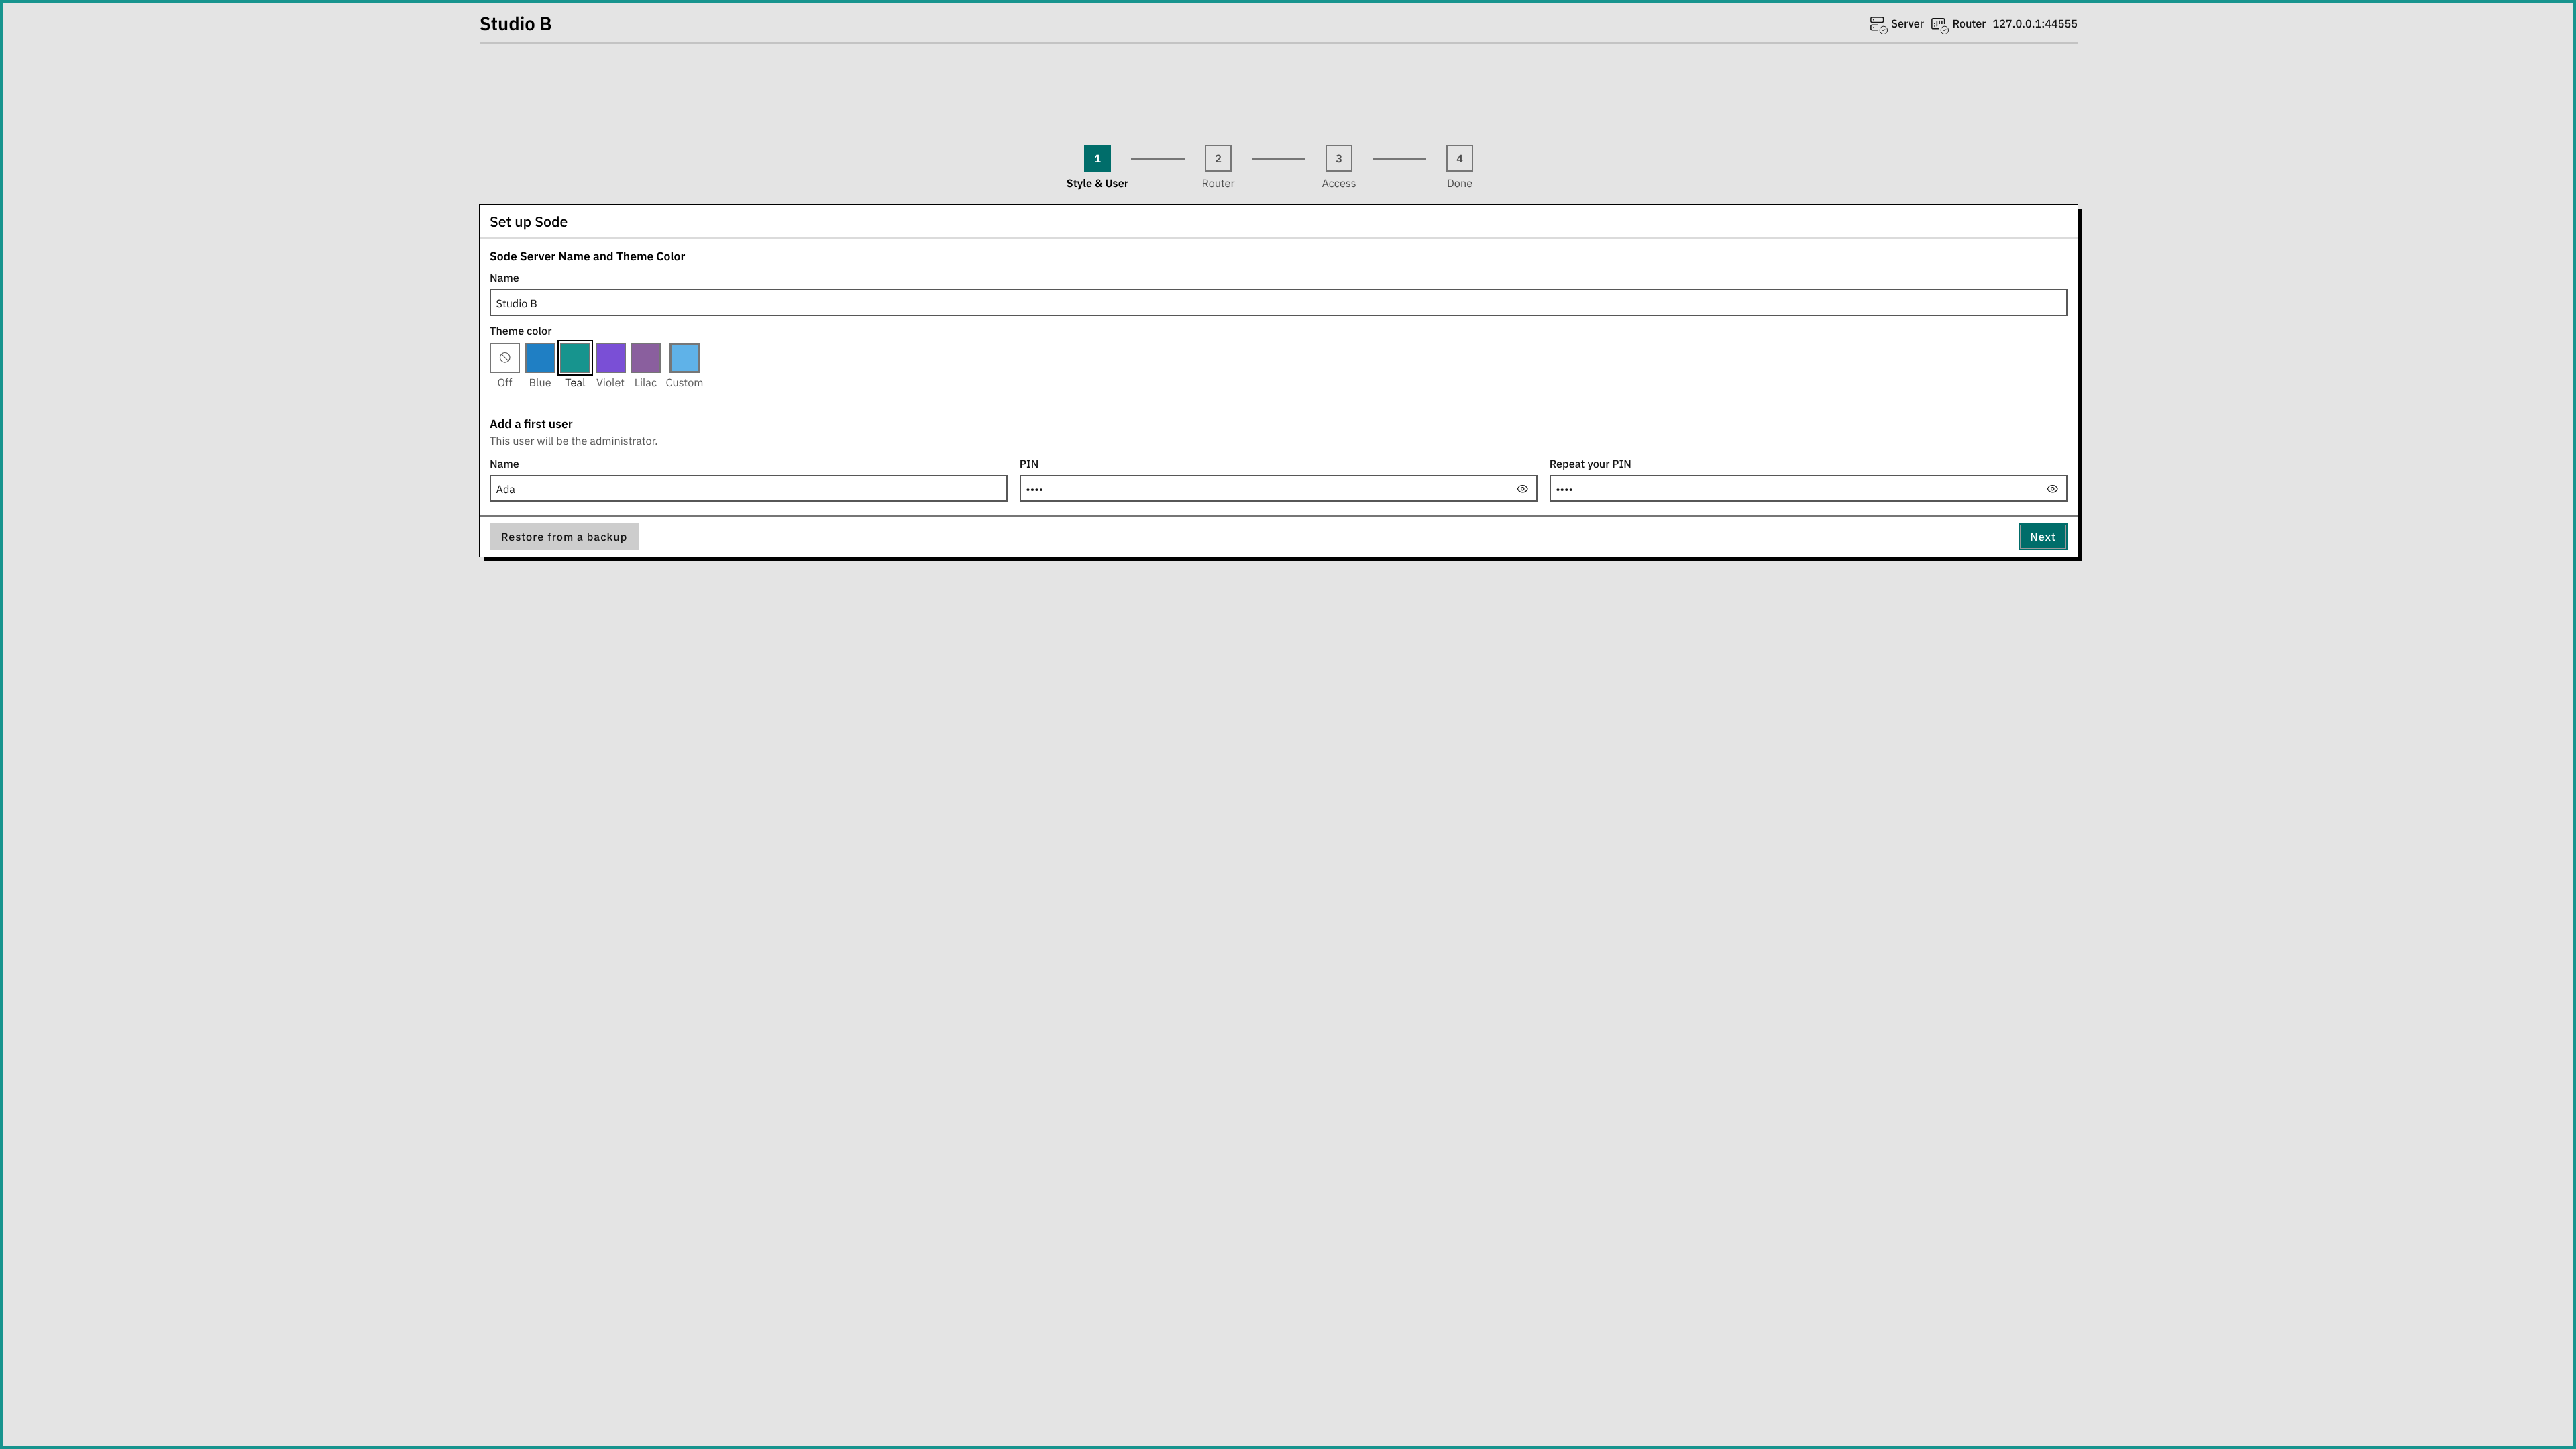 Studio B
Server Router 127.0.0.1:44555
1 2 3 4
Style & User Router Access Done
Set up Sode
Sode Server Name and Theme Color
Name
Studio B
Theme color
Off Blue Teal Violet Lilac Custom
Add a first user
This user will be the administrator.
Name PIN Repeat your PIN
Ada •••• ••••
Restore from a backup Next